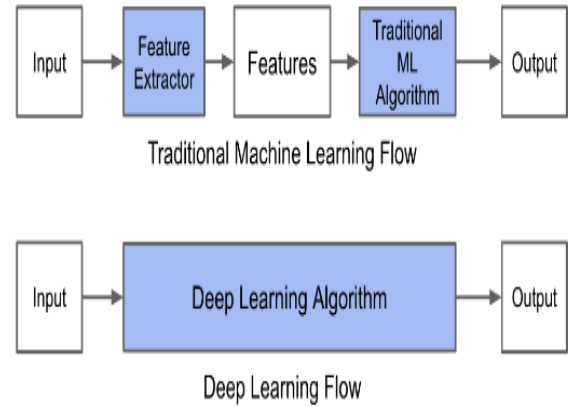 Input
Feature
Extractor
Features
Traditional
ML
Algorithm
Output
Traditional Machine Learning Flow
Input
Deep Learning Algorithm
Output
Deep Learning Flow